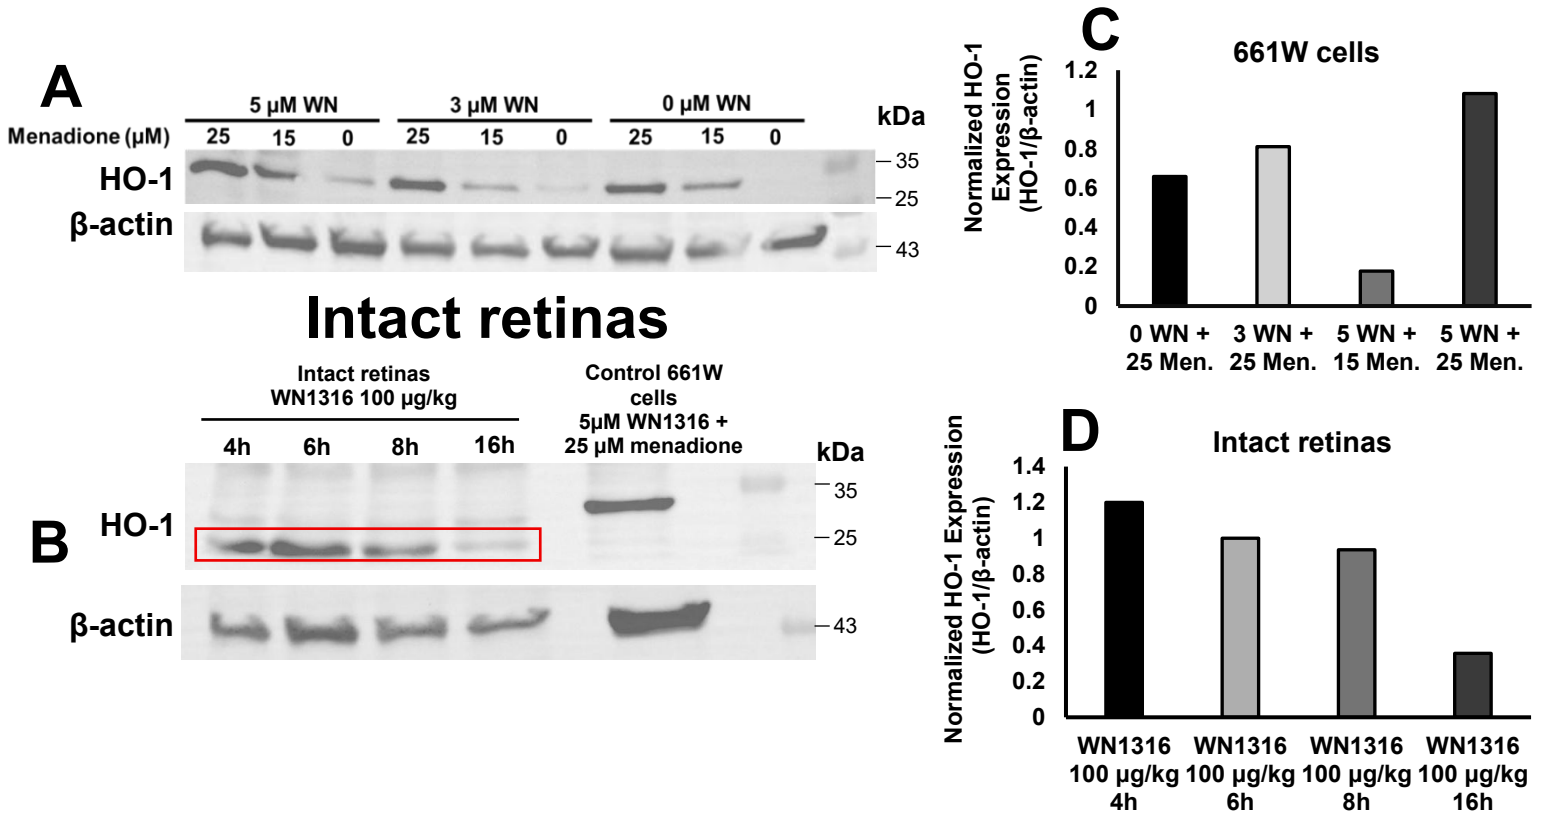 A
5 µM WN 3 µM WN 0 µM WN
kDa
Menadione (µM) 25 15 0 25 15 0 25 15 0
HO-1
35
25
β-actin
43
Intact retinas
B
Intact retinas
WN1316 100 µg/kg
4h 6h 8h 16h
Control 661W
cells
5µM WN1316 +
25 µM menadione
kDa
HO-1
35
25
β-actin
43
C
661W cells
Normalized HO-1
Expression
(HO-1/β-actin)
1.2
1
0.8
0.6
0.4
0.2
0
0 WN +
25 Men.
3 WN +
25 Men.
5 WN +
15 Men.
5 WN +
25 Men.
D
Intact retinas
Normalized HO-1 Expression
(HO-1/β-actin)
1.4
1.2
1
0.8
0.6
0.4
0.2
0
WN1316
100 µg/kg
4h
WN1316
100 µg/kg
6h
WN1316
100 µg/kg
8h
WN1316
100 µg/kg
16h